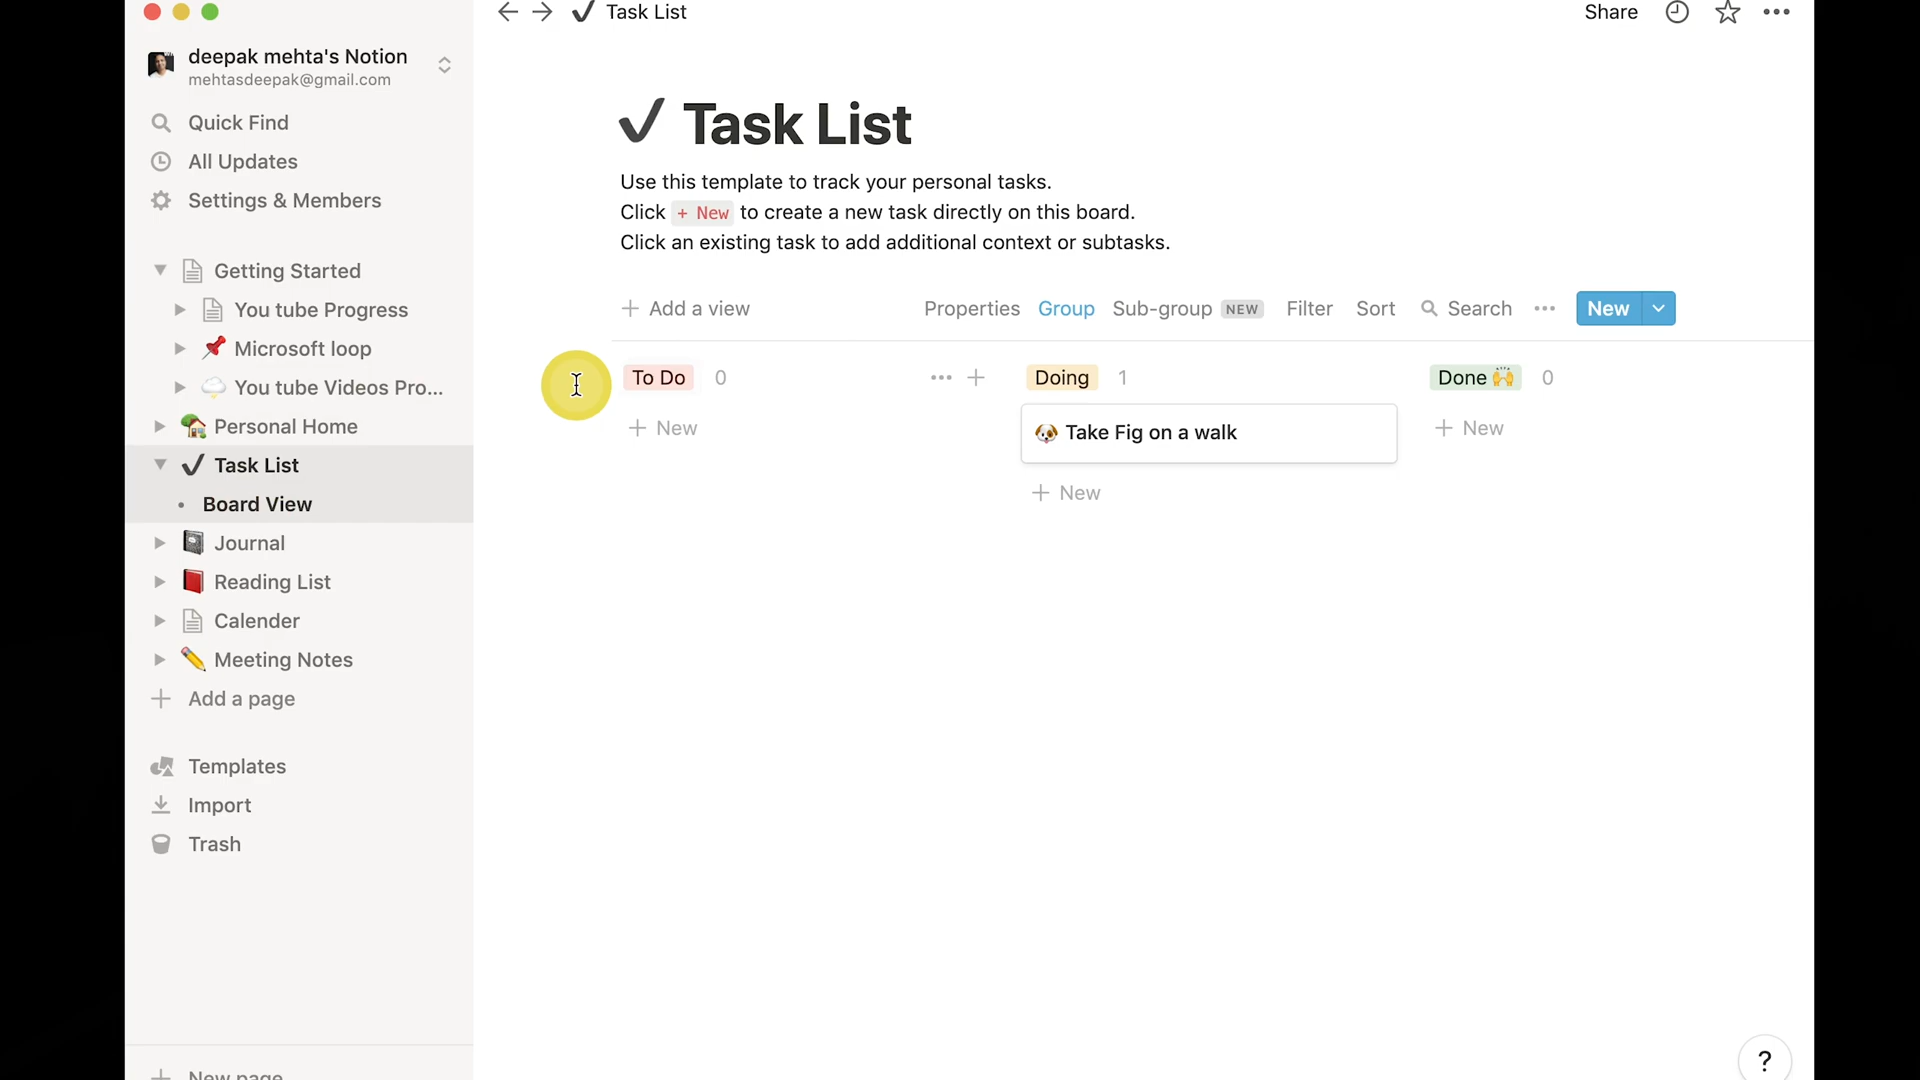 Task List
Share
deepak mehta's Notion
mehtasdeepak@gmail.com
Quick Find
All Updates
Settings & Members
Getting Started
You tube Progress
Microsoft loop
You tube Videos Pro...
Personal Home
Task List
Board View
Journal
Reading List
Calender
Meeting Notes
Add a page
Templates
Import
Trash
New page
Task List
Use this template to track your personal tasks.
Click + New to create a new task directly on this board.
Click an existing task to add additional context or subtasks.
+ Add a view
Properties Group Sub-group NEW Filter Sort Search ... New
To Do 0 ... +
+ New
Doing 1
Take Fig on a walk
+ New
Done 🙌 0
+ New
?